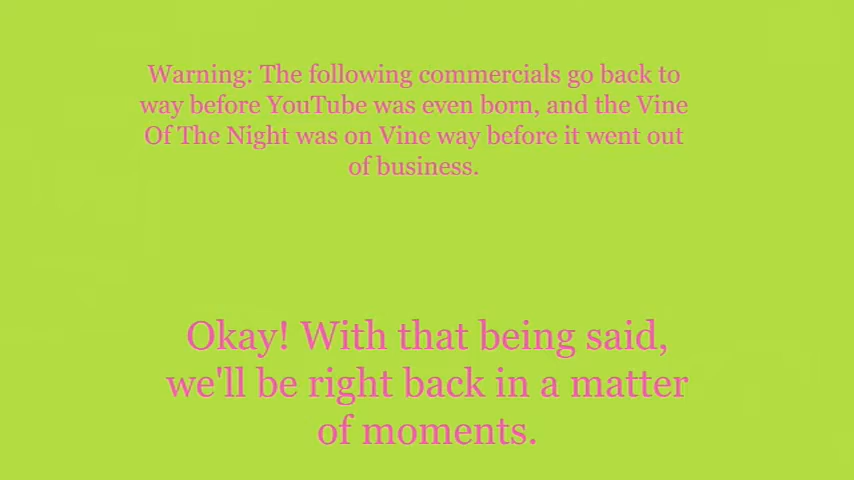 Warning: The following commercials go back to
way before YouTube was even born, and the Vine
Of The Night was on Vine way before it went out
of business.
Okay! With that being said,
we'll be right back in a matter
of moments.